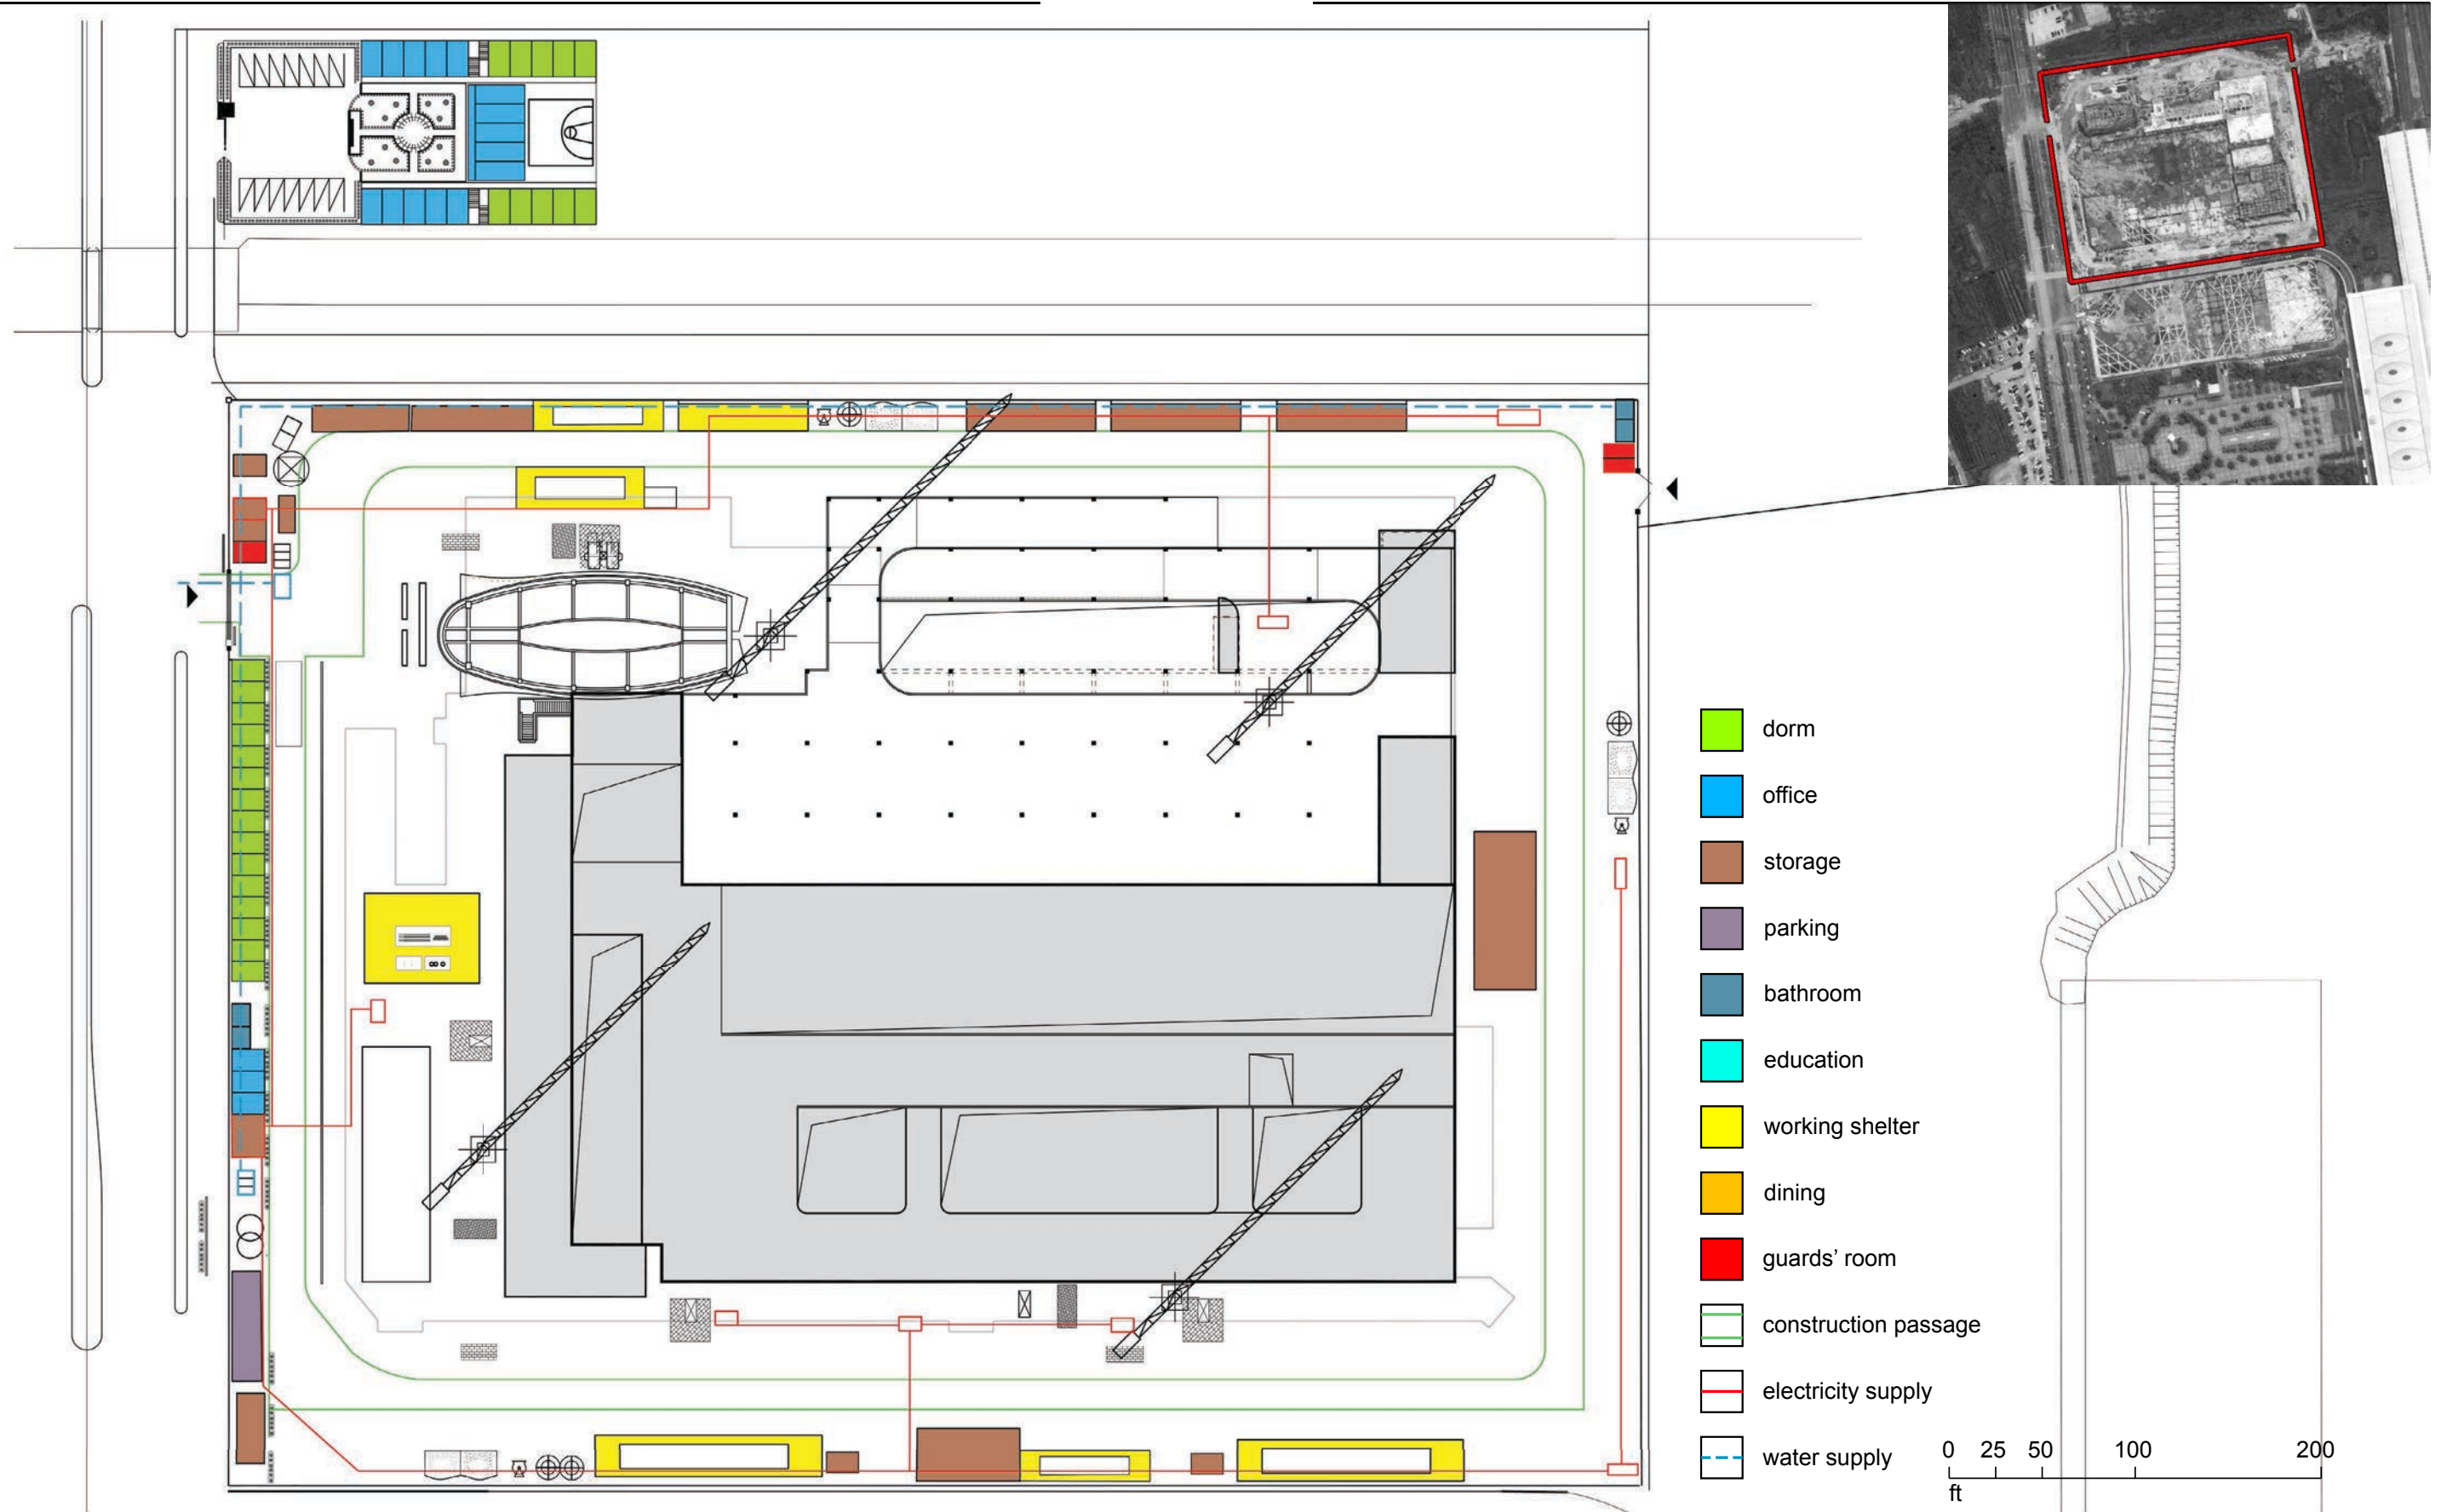 dorm
office
storage
parking
bathroom
education
working shelter
dining
guards’ room
construction passage
electricity supply
water supply
0 25 50 100 200
ft